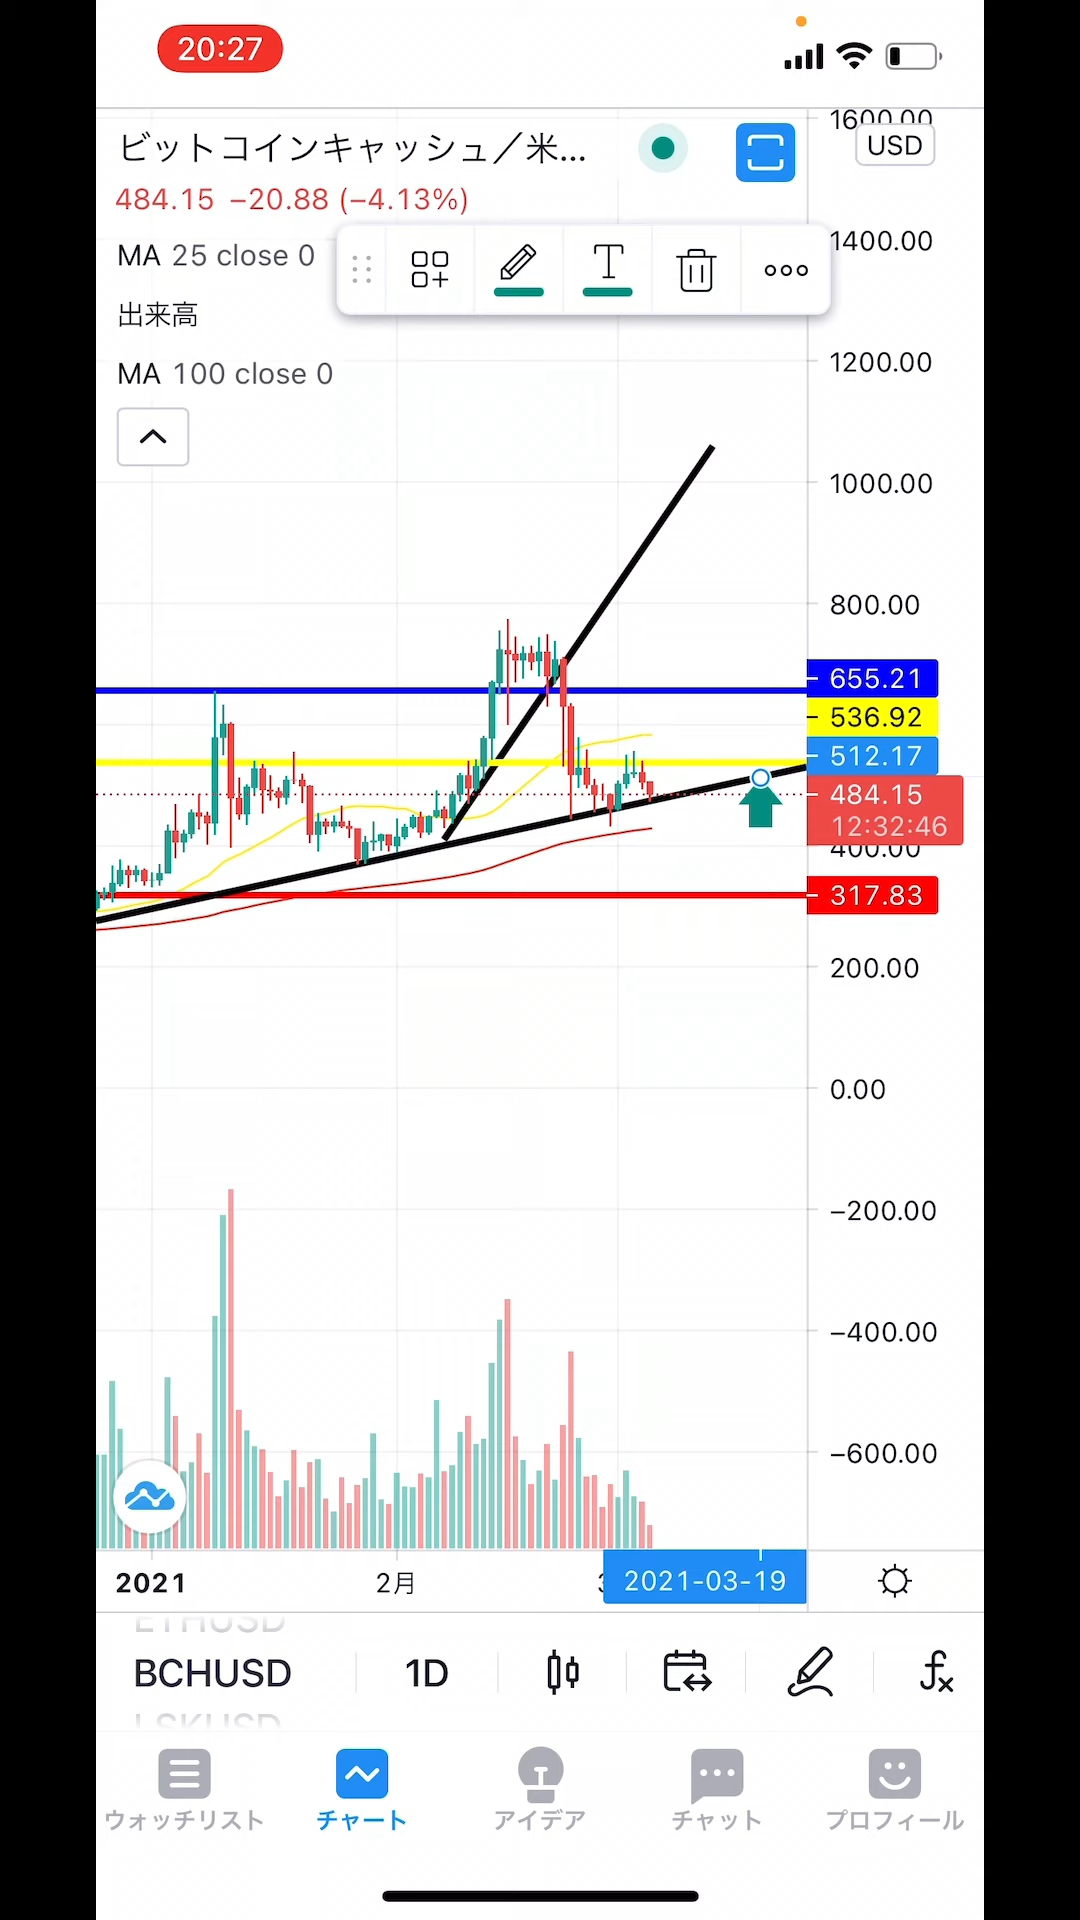 20:27
ビットコインキャッシュ／米...
USD
484.15 −20.88 (−4.13%)
MA 25 close 0
出来高
MA 100 close 0
T
1600.00
1400.00
1200.00
1000.00
800.00
655.21
536.92
512.17
484.15
12:32:46
400.00
317.83
200.00
0.00
−200.00
−400.00
−600.00
2021
2月
2021-03-19
ETHUSD
BCHUSD
1D
LSKUSD
ウォッチリスト
チャート
アイデア
チャット
プロフィール